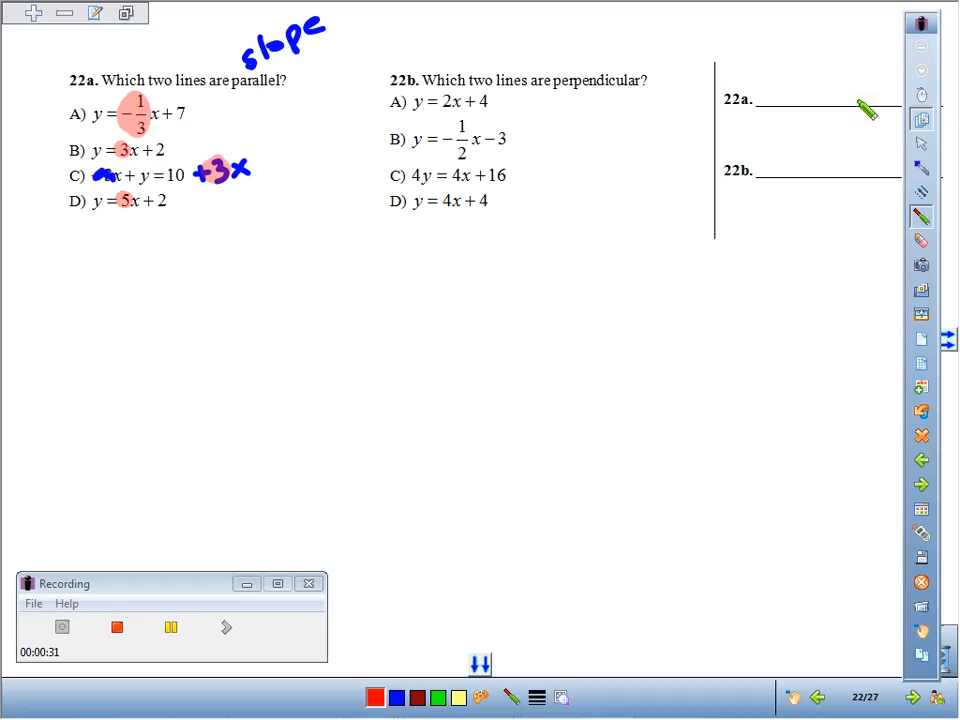 slope
22a. Which two lines are parallel?
A) y = -1/3 x + 7
B) y = 3x + 2
C) x + y = 10 +3x
D) y = 5x + 2
22b. Which two lines are perpendicular?
A) y = 2x + 4
B) y = -1/2 x - 3
C) 4y = 4x + 16
D) y = 4x + 4
22a.
22b.
Recording
File Help
00:00:31
22/27